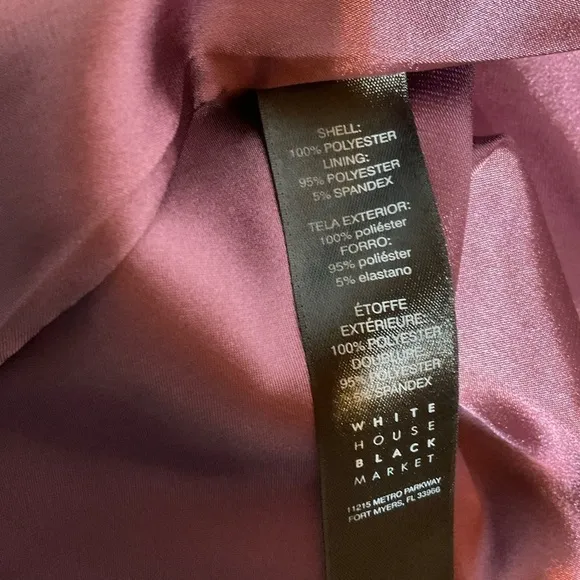 SHELL:
100% POLYESTER
LINING:
95% POLYESTER
5% SPANDEX
TELA EXTERIOR:
100% poliéster
FORRO:
95% poliéster
5% elastano
ÉTOFFE
EXTÉRIEURE:
100% POLYESTER
DOUBLURE:
95% POLYESTER
5% SPANDEX
WHITE
HOUSE
BLACK
MARKET
11215 METRO PARKWAY
FORT MYERS, FL 33966